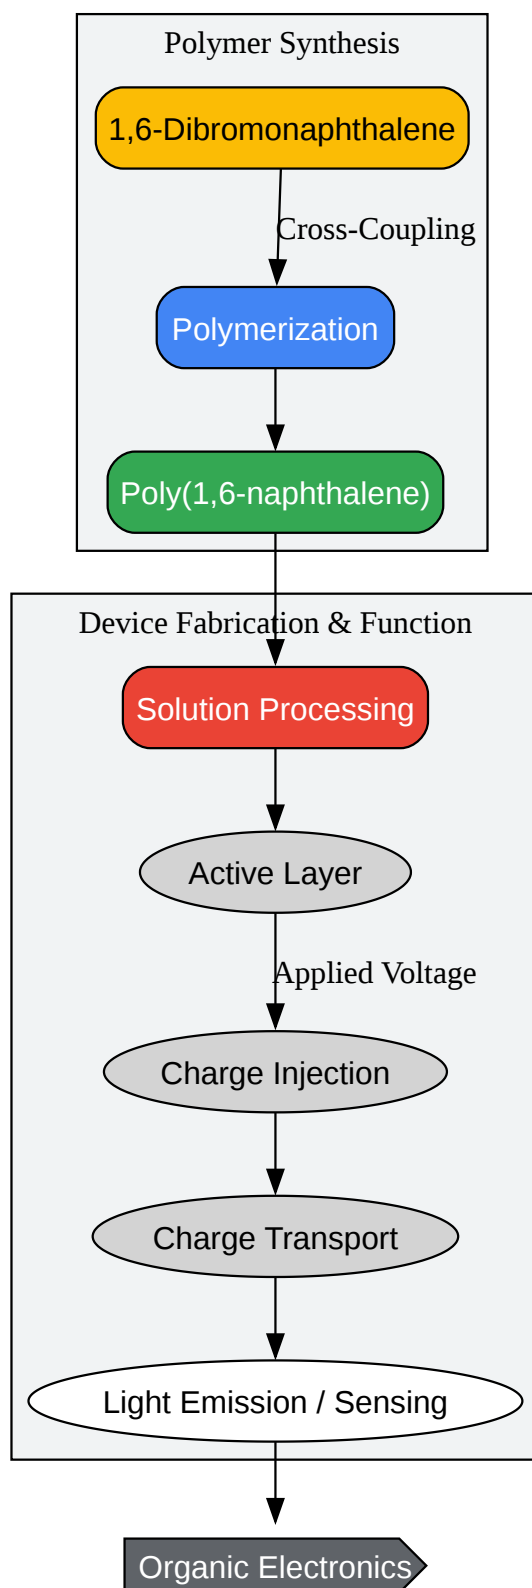 Polymer Synthesis
1,6-Dibromonaphthalene
Cross-Coupling
Polymerization
Poly(1,6-naphthalene)
Device Fabrication & Function
Solution Processing
Active Layer
Applied Voltage
Charge Injection
Charge Transport
Light Emission / Sensing
Organic Electronics